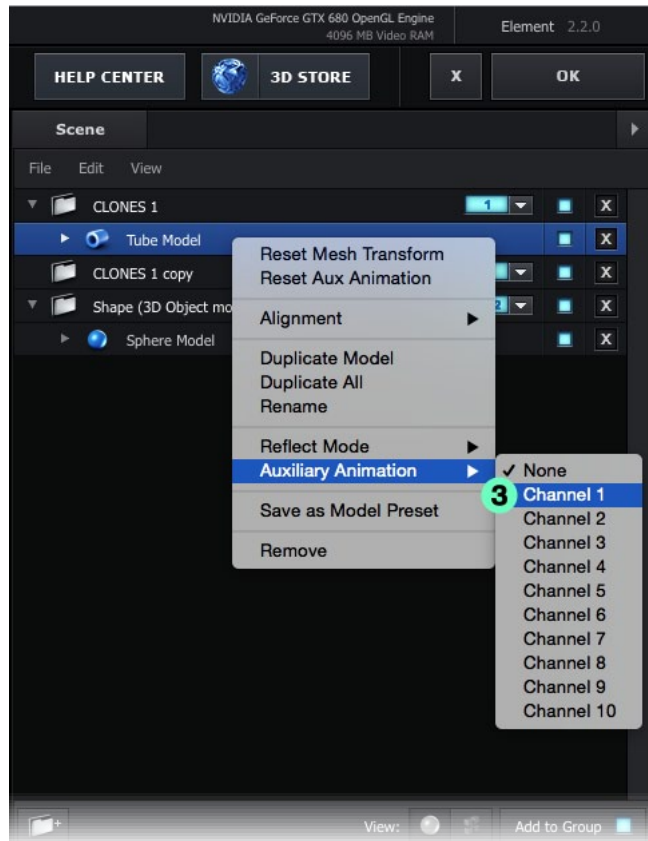 NVIDIA GeForce GTX 680 OpenGL Engine
4096 MB Video RAM
Element 2.2.0
HELP CENTER
3D STORE
X
OK
Scene
File Edit View
CLONES 1 1 X
Tube Model X
CLONES 1 copy X
Shape (3D Object mo 2 X
Sphere Model X
Reset Mesh Transform
Reset Aux Animation
Alignment
Duplicate Model
Duplicate All
Rename
Reflect Mode
Auxiliary Animation
Save as Model Preset
Remove
✓ None
3 Channel 1
Channel 2
Channel 3
Channel 4
Channel 5
Channel 6
Channel 7
Channel 8
Channel 9
Channel 10
View:
Add to Group